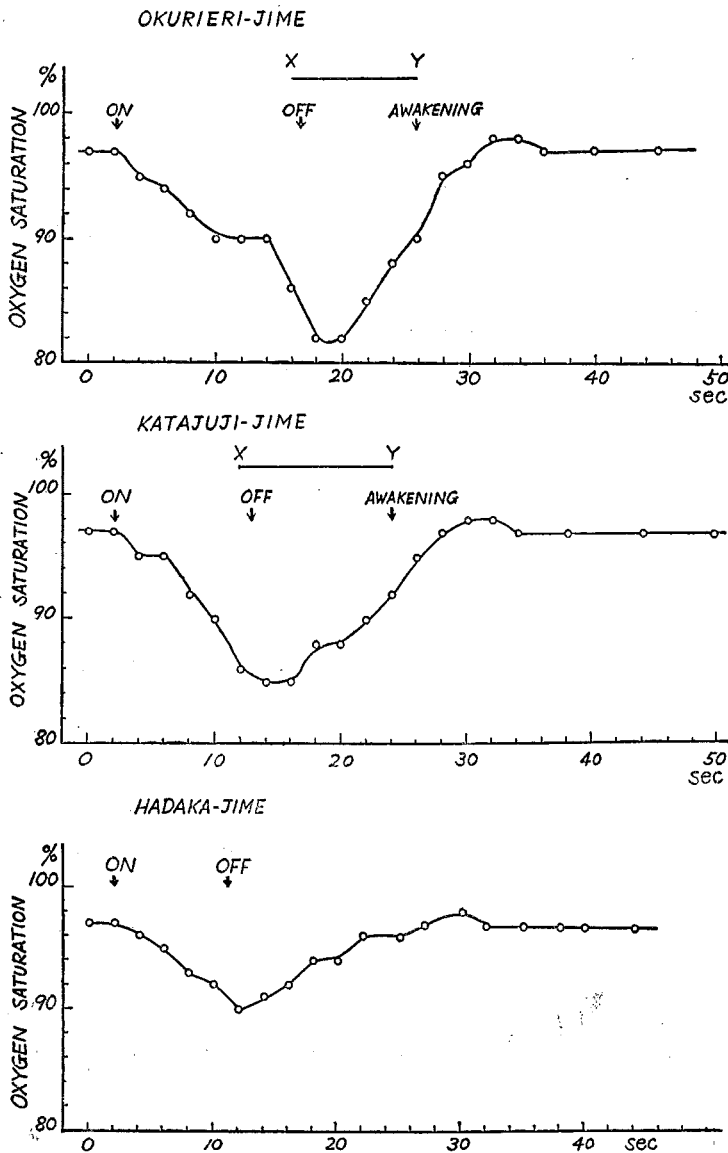 OKURIERI-JIME
X Y
%
100
ON OFF AWAKENING
OXYGEN SATURATION
90
80
0 10 20 30 40 50
sec
KATAJUJI-JIME
X Y
%
100
ON OFF AWAKENING
OXYGEN SATURATION
90
80
0 10 20 30 40 50
sec
HADAKA-JIME
%
ON OFF
100
OXYGEN SATURATION
90
80
0 10 20 30 40 sec